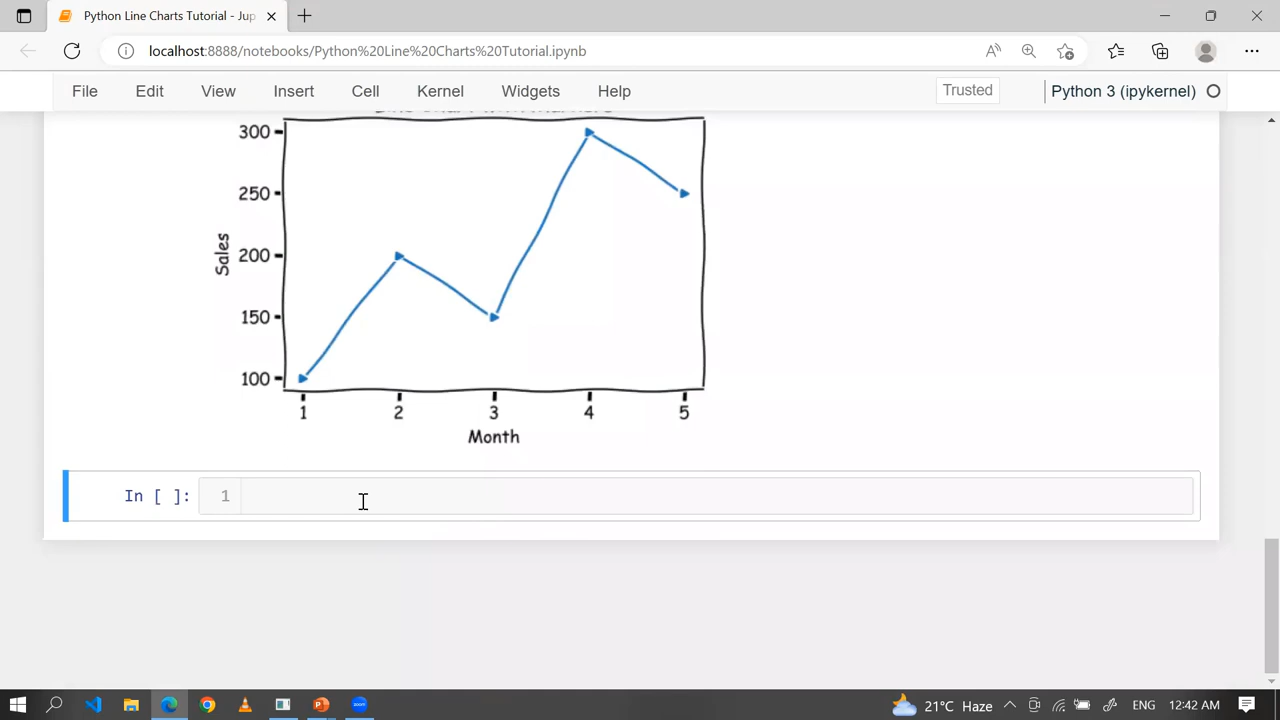 Python Line Charts Tutorial - Jup
localhost:8888/notebooks/Python%20Line%20Charts%20Tutorial.ipynb
File Edit View Insert Cell Kernel Widgets Help Trusted Python 3 (ipykernel)
300
250
200
150
100
Sales
1 2 3 4 5
Month
In [ ]: 1
21°C Haze ENG 12:42 AM